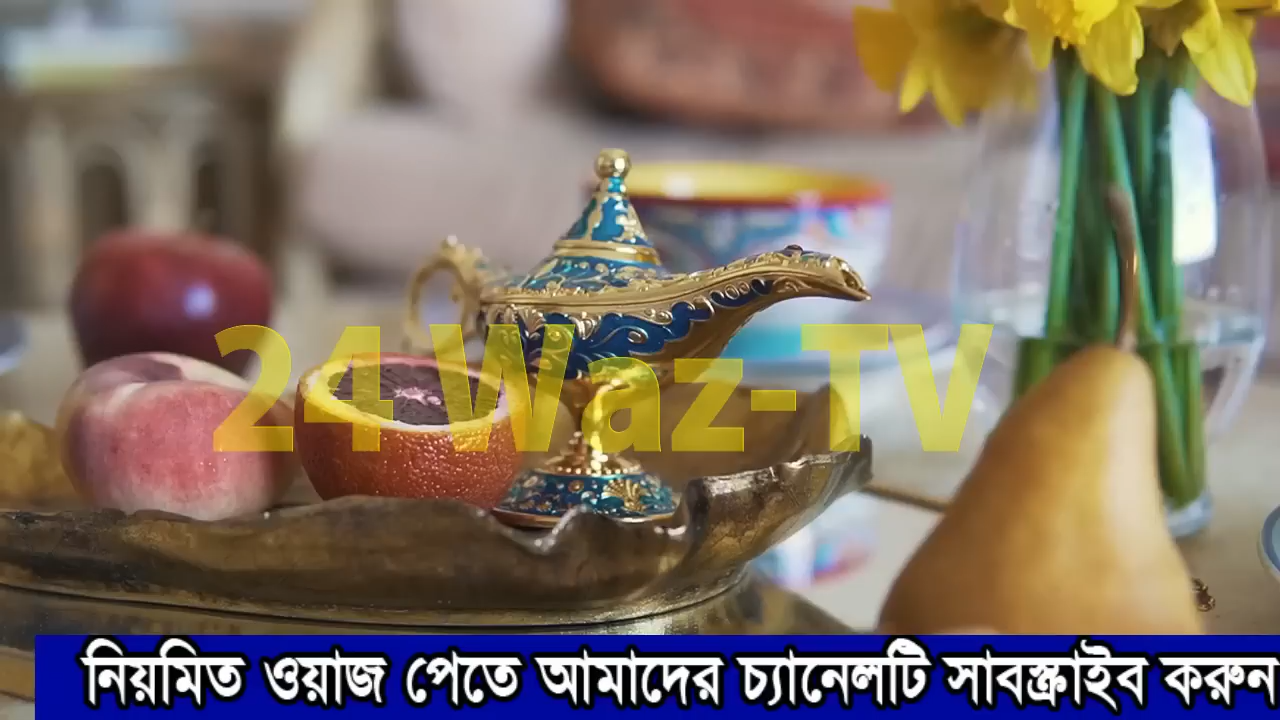 24 Waz-TV
নিয়মিত ওয়াজ পেতে আমাদের চ্যানেলটি সাবস্ক্রাইব করুন